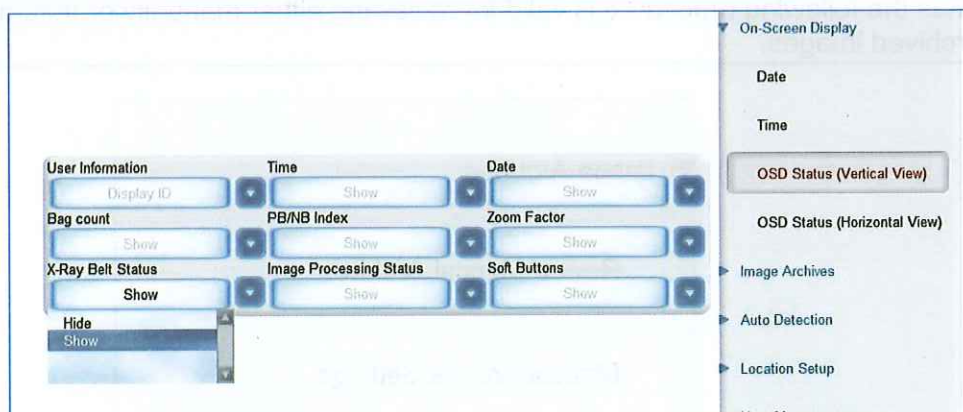 User Information Time Date
Display ID Show Show
Bag count PB/NB Index Zoom Factor
Show Show Show
X-Ray Belt Status Image Processing Status Soft Buttons
Show Show Show
Hide
Show
On-Screen Display
Date
Time
OSD Status (Vertical View)
OSD Status (Horizontal View)
Image Archives
Auto Detection
Location Setup